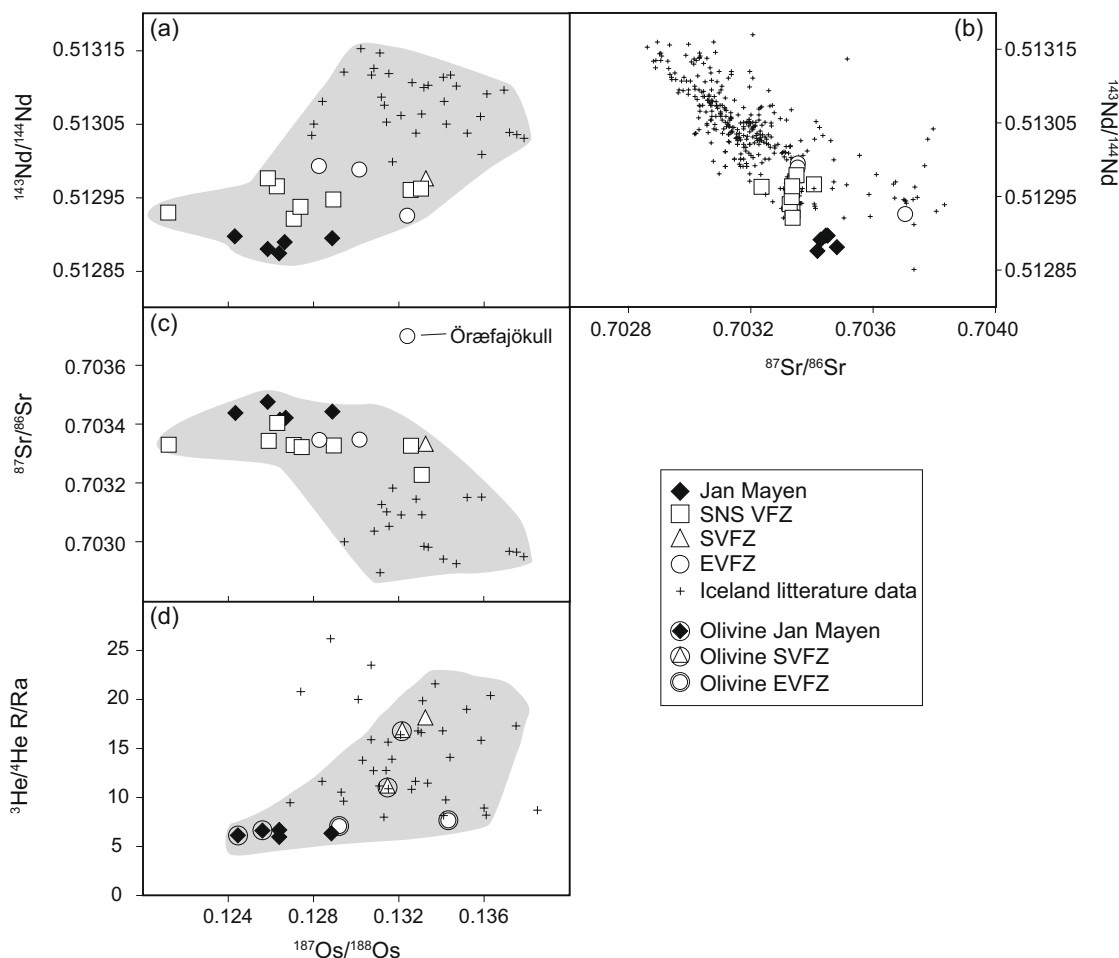 (a)
0.51315
0.51305
0.51295
0.51285
143Nd/144Nd
(b)
0.51315
0.51305
0.51295
0.51285
143Nd/144Nd
0.7028
0.7032
0.7036
0.7040
87Sr/86Sr
(c)
Öræfajökull
0.7036
0.7034
0.7032
0.7030
87Sr/86Sr
Jan Mayen
SNS VFZ
SVFZ
EVFZ
Iceland litterature data
Olivine Jan Mayen
Olivine SVFZ
Olivine EVFZ
(d)
25
20
15
10
5
0
3He/4He R/Ra
0.124
0.128
0.132
0.136
187Os/188Os